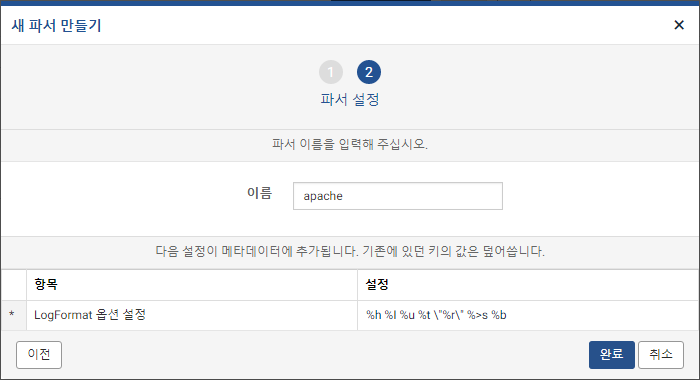 새 파서 만들기 ×
1 2
파서 설정
파서 이름을 입력해 주십시오.
이름 apache
다음 설정이 메타데이터에 추가됩니다. 기존에 있던 키의 값은 덮어씁니다.
항목 설정
* LogFormat 옵션 설정 %h %l %u %t \"%r\" %>s %b
이전 완료 취소